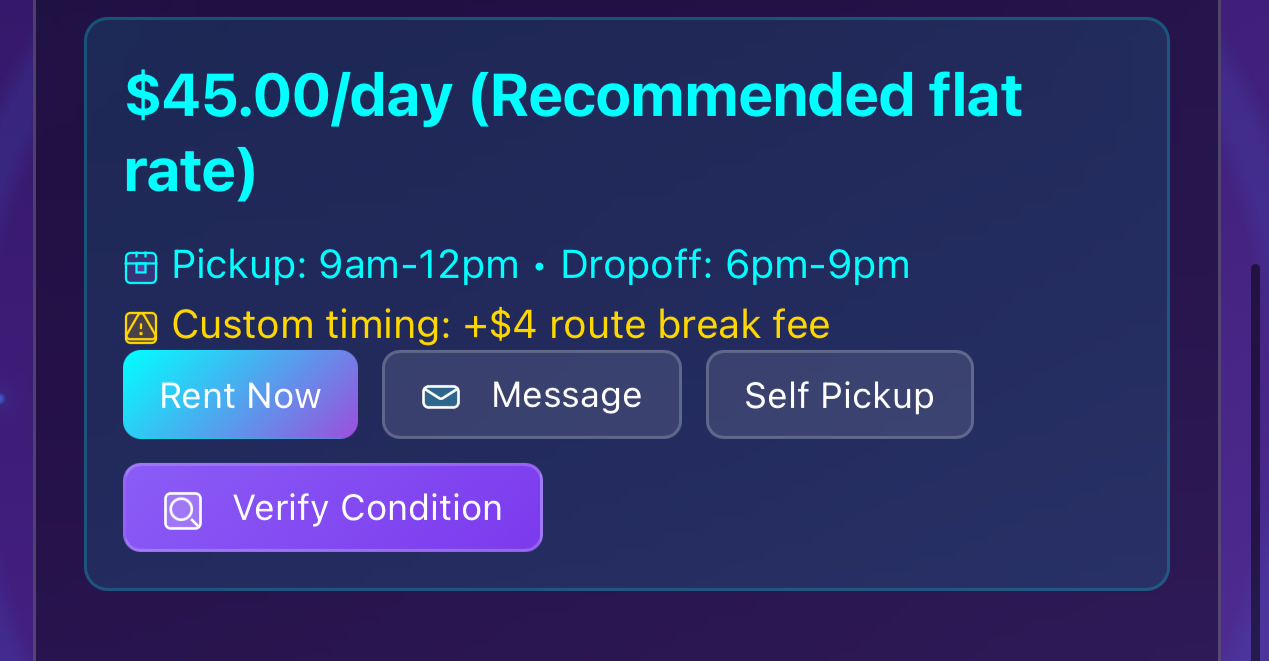 $45.00/day (Recommended flat
rate)
Pickup: 9am-12pm • Dropoff: 6pm-9pm
Custom timing: +$4 route break fee
Rent Now
Message
Self Pickup
Verify Condition